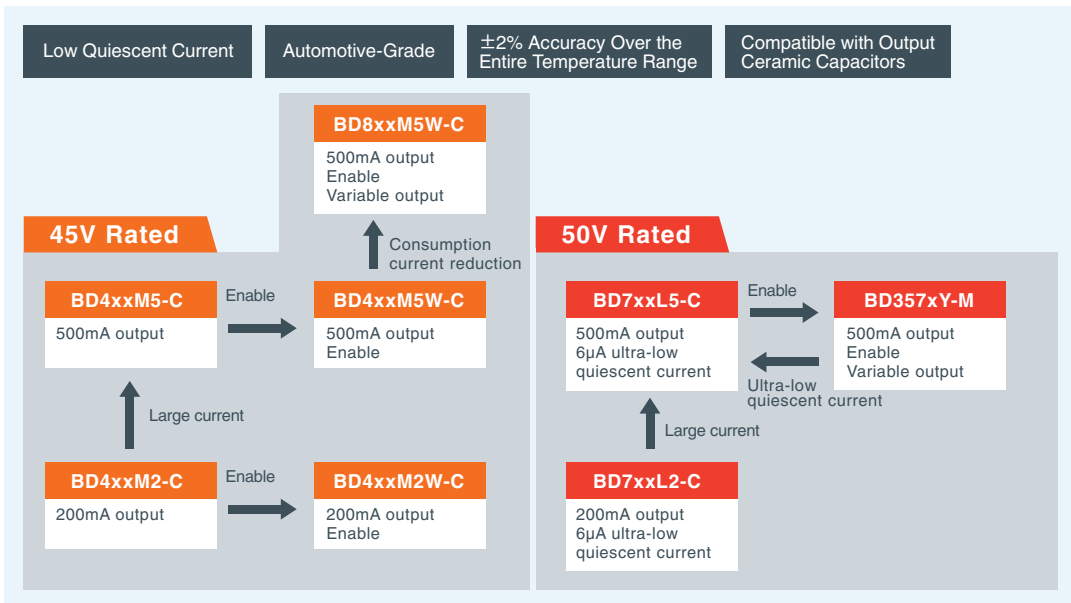 Low Quiescent Current
Automotive-Grade
±2% Accuracy Over the
Entire Temperature Range
Compatible with Output
Ceramic Capacitors
BD8xxM5W-C
500mA output
Enable
Variable output
45V Rated
Consumption
current reduction
BD4xxM5-C
500mA output
Enable
BD4xxM5W-C
500mA output
Enable
Large current
BD4xxM2-C
200mA output
Enable
BD4xxM2W-C
200mA output
Enable
50V Rated
BD7xxL5-C
500mA output
6µA ultra-low
quiescent current
Enable
BD357xY-M
500mA output
Enable
Variable output
Ultra-low
quiescent current
Large current
BD7xxL2-C
200mA output
6µA ultra-low
quiescent current